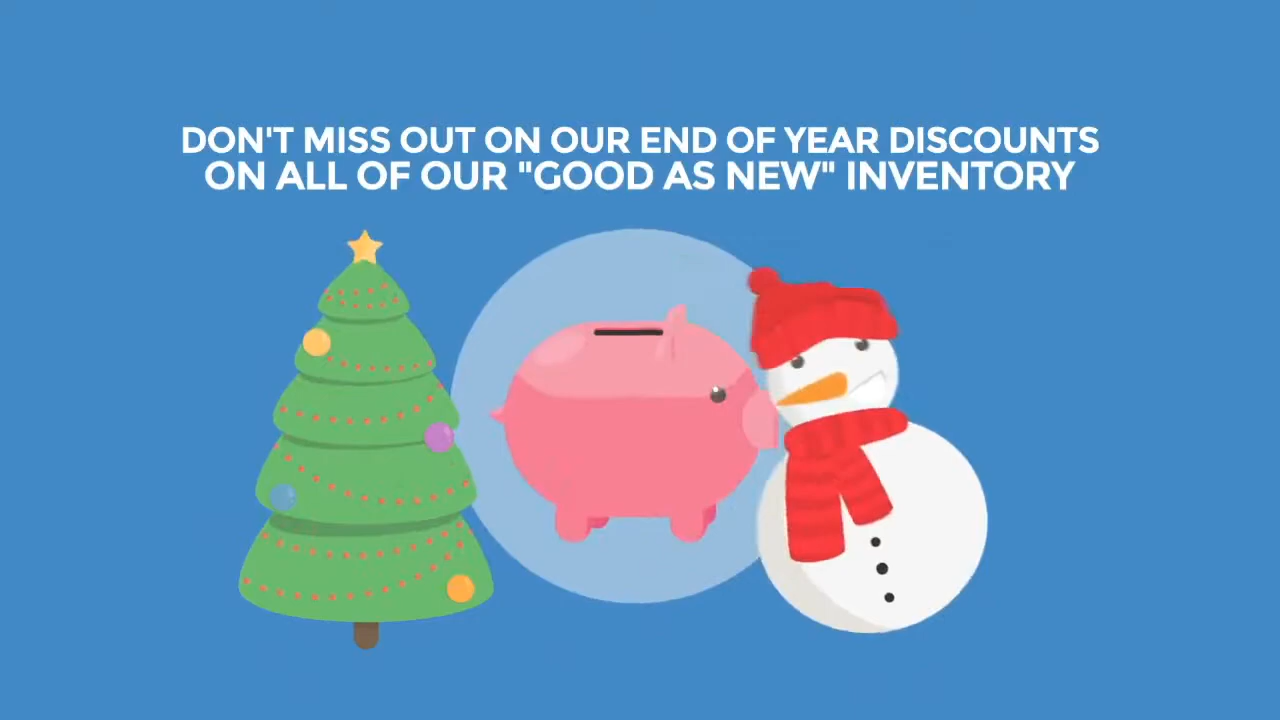 DON'T MISS OUT ON OUR END OF YEAR DISCOUNTS
ON ALL OF OUR "GOOD AS NEW" INVENTORY